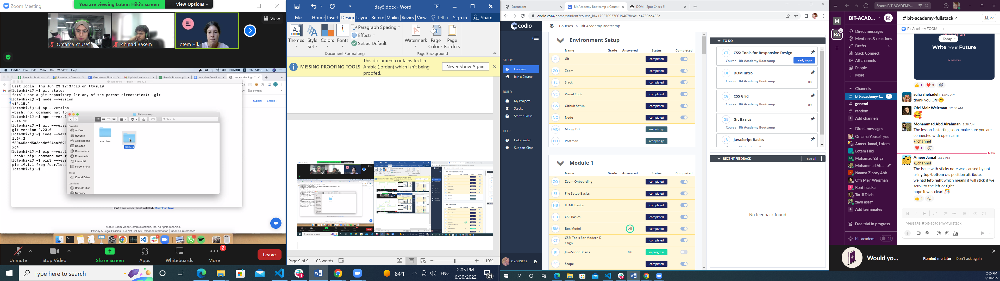 Zoom Meeting
You are viewing Lotem Hiki's screen
View Options
View
Omama Yousef
Ahmad Basem
Lotem Hiki
Finder File Edit View Go Window Help
100%
Thu 14:03
Rawabi cohort date
Elevation - Calenda
Overview « Bit Aca
Updated Invitation
Rawabi Bootcamp
Interview Question
Launch Meeting - Z
lotemhiki — -bash — 105×28
content
Support English
Last login: Thu Jun 23 12:37:18 on ttys010
lotemhiki@:~$ git status
fatal: not a git repository (or any of the parent directories): .git
lotemhiki@:~$ node --version
v14.15.4
lotemhiki@:~$ np --version
-bash: np: command not found
lotemhiki@:~$ npm --versi
6.14.10
lotemhiki@:~$ git --versi
git version 2.23.0
lotemhiki@:~$ code --vers
1.64.2
f80445acd5a3dadef24aa2091
x64
lotemhiki@:~$ pip --versi
-bash: pip: command not f
lotemhiki@:~$ pip3 --vers
pip 19.1.1 from /usr/loca
lotemhiki@:~$
bit-bootcamp
Search
Favorites
AirDrop
Recents
Applications
Desktop
Documents
Downloads
lotemhiki
screenshots
iCloud
iCloud Drive
Locations
Remote Disc
Network
exercises
projects
Don't have Zoom Client installed? Download Now
©2022 Zoom Video Communications, Inc. All rights reserved.
Privacy & Legal Policies | Do Not Sell My Personal Information | Cookie Preferences
Unmute
Stop Video
Share Screen
Apps
Whiteboards
More
2
Leave
Type here to search
84°F
ENG
2:05 PM
6/30/2022
21
day5.docx - Word
File Home Insert Design Layou Refere Mailin Review View Tell m Sign in Share
Themes
Style Set
Colors
Fonts
Paragraph Spacing
Effects
Set as Default
Watermark
Page Color
Page Borders
Document Formatting
Page Background
MISSING PROOFING TOOLS
This document contains text in
Arabic (Jordan) which isn't being
proofed.
Never Show Again
Page 9 of 9 103 words
110%
Document
Bit Academy Bootcamp « Course
DOM - Spot Check 5
codio.com/home/student?course_id=17957093766194678e4e1e4730ad452e
codio
Courses > Bit Academy Bootcamp
STUDY
Courses
Join a Course
BUILD
My Projects
Stacks
Starter Packs
HELP
Help Center
Support Chat
OYOUSEF2
Environment Setup
Name Grade Answered Status Completed
GI Git completed
ZO Zoom completed
SL Slack completed
VC Visual Code completed
GS Github Setup completed
NO Node completed
MO MongoDB ready to go
PO Postman ready to go
Module 1
Name Grade Answered Status Completed
ZO Zoom Onboarding completed
FS File Setup Basics completed
HB HTML Basics completed
CB CSS Basics completed
BM Box Model All completed
CT CSS: Tools For Modern D
esign completed
JB JavaScript Basics 0% in progress
SC Scope completed
TO DO
CT CSS: Tools for Responsive Design
Course Bit Academy Bootcamp ready to go
DI DOM Intro
Course Bit Academy Bootcamp 0%
CG CSS Grid
Course Bit Academy Bootcamp 0%
GB Git Basics
Course Bit Academy Bootcamp
JB JavaScript Basics
RECENT FEEDBACK see all
No feedback found
Search BIT-ACADEMY...
M
BA
1
BIT-ACAD...
Direct messages
Mentions & reactions
Drafts 1
Slack Connect
All channels
People
More
Channels
# bit-academy-f... 1
# general
# random
Add channels
Direct messages
Omama Yousef you
Ameer Jamal, Lotem...
Lotem Hiki
Mohamad Yahya
Mohammad Ab...
Naama Zipory Abir
Ofri Meir Weizman
Roni Tzadka
Tartil Talah
zayn assaf
Add teammates
Free trial in progress
bit-academ...
# bit-academy-fullstack
27
Bit Academy ZOOM
Today
Write Your Future
1 3
suha shehadeh 12:47 AM
thank you Ofri😊
Ofri Meir Weizman 12:58 AM
🥰
Mohammad Abd Alrahman 2:59 AM
The lesson is starting soon, make sure you are
connected with open cams
@channel
1
New
Ameer Jamal 3:35 AM
@channel
The issue with sticky note was caused by not
using top/bottom css position attribute.
we had left/right which means it will stick if we
scroll to the left or right.
hope it was clear! 🎊
4
Message #bit-academy-fullstack
Would yo...
Remind me later Don't ask again
2:05 PM
6/30/2022